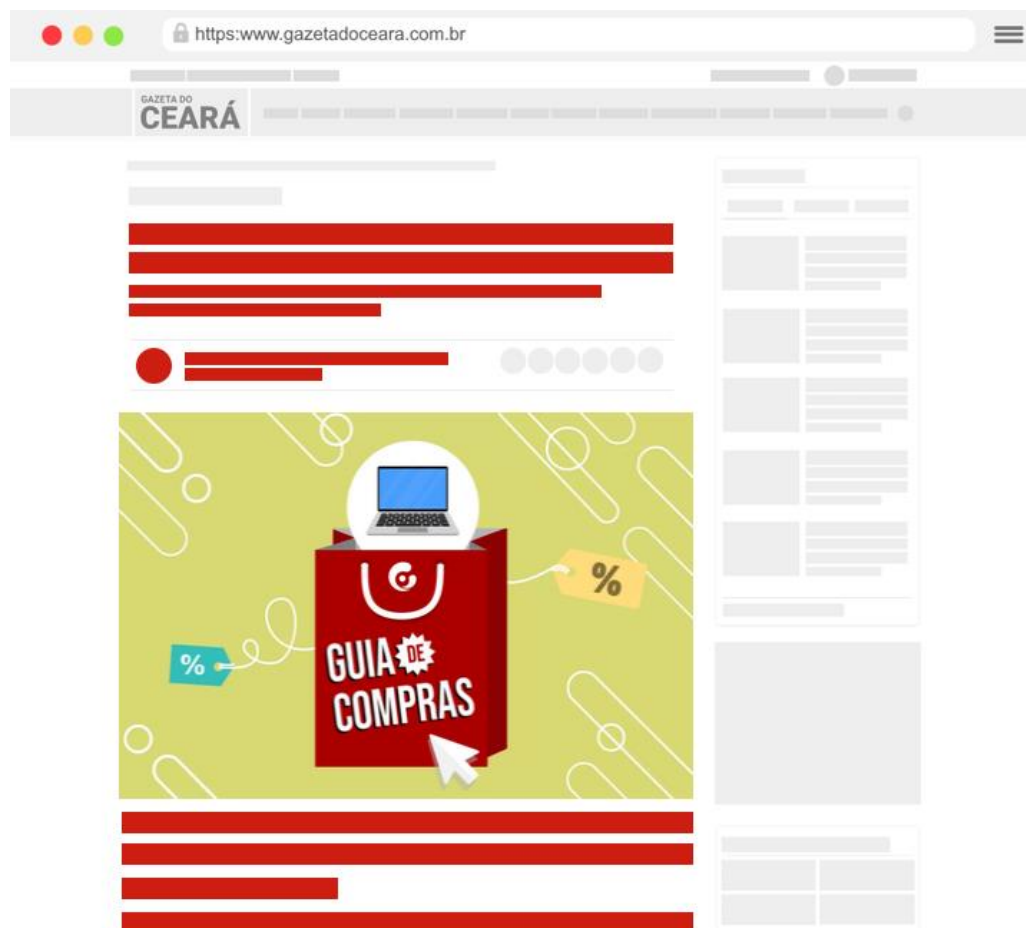 https:www.gazetadoceara.com.br
GAZETA DO
CEARÁ
%
%
GUIA DE
COMPRAS